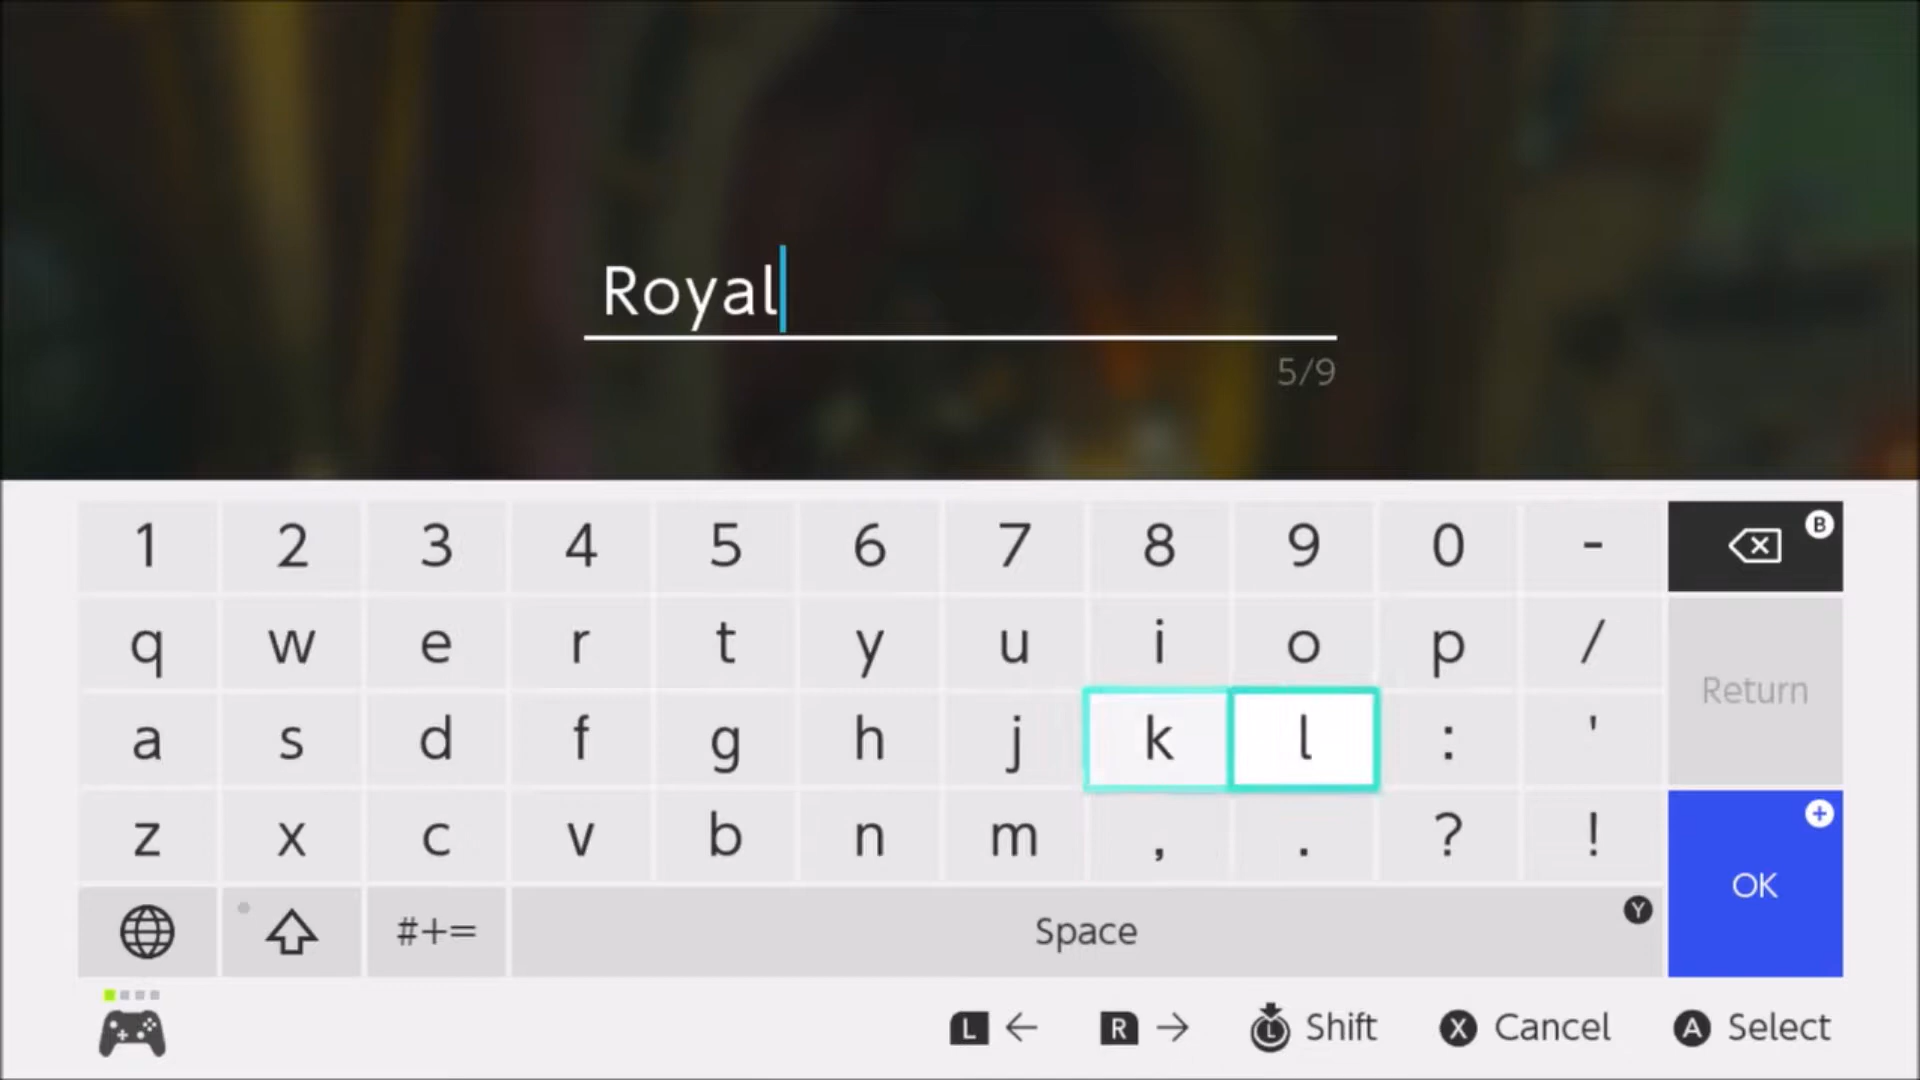 Royal
5/9
1 2 3 4 5 6 7 8 9 0 - B
q w e r t y u i o p / Return
a s d f g h j k l : '
z x c v b n m , . ? ! + OK
#+= Space Y
L ← R → L Shift X Cancel A Select